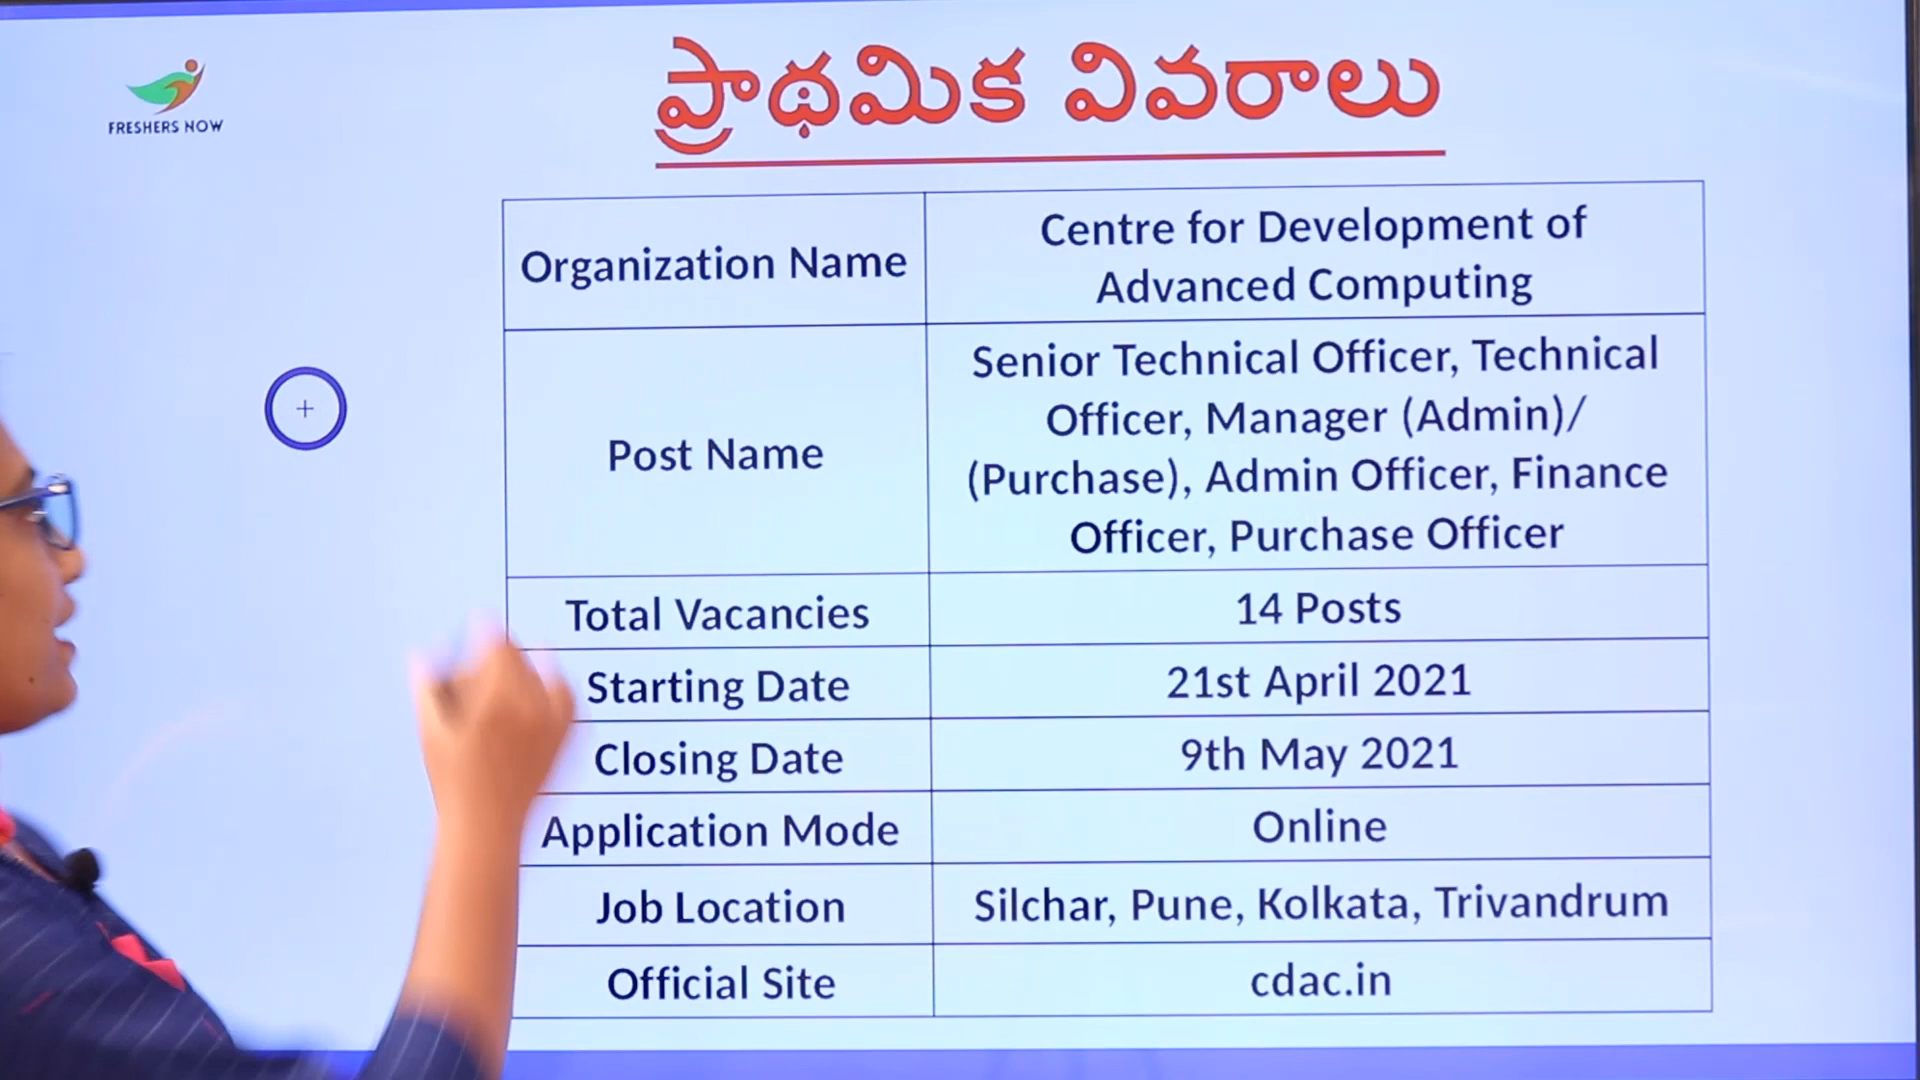 FRESHERS NOW
ప్రాథమిక వివరాలు
Organization Name
Centre for Development of
Advanced Computing
Post Name
Senior Technical Officer, Technical
Officer, Manager (Admin)/
(Purchase), Admin Officer, Finance
Officer, Purchase Officer
Total Vacancies
14 Posts
Starting Date
21st April 2021
Closing Date
9th May 2021
Application Mode
Online
Job Location
Silchar, Pune, Kolkata, Trivandrum
Official Site
cdac.in